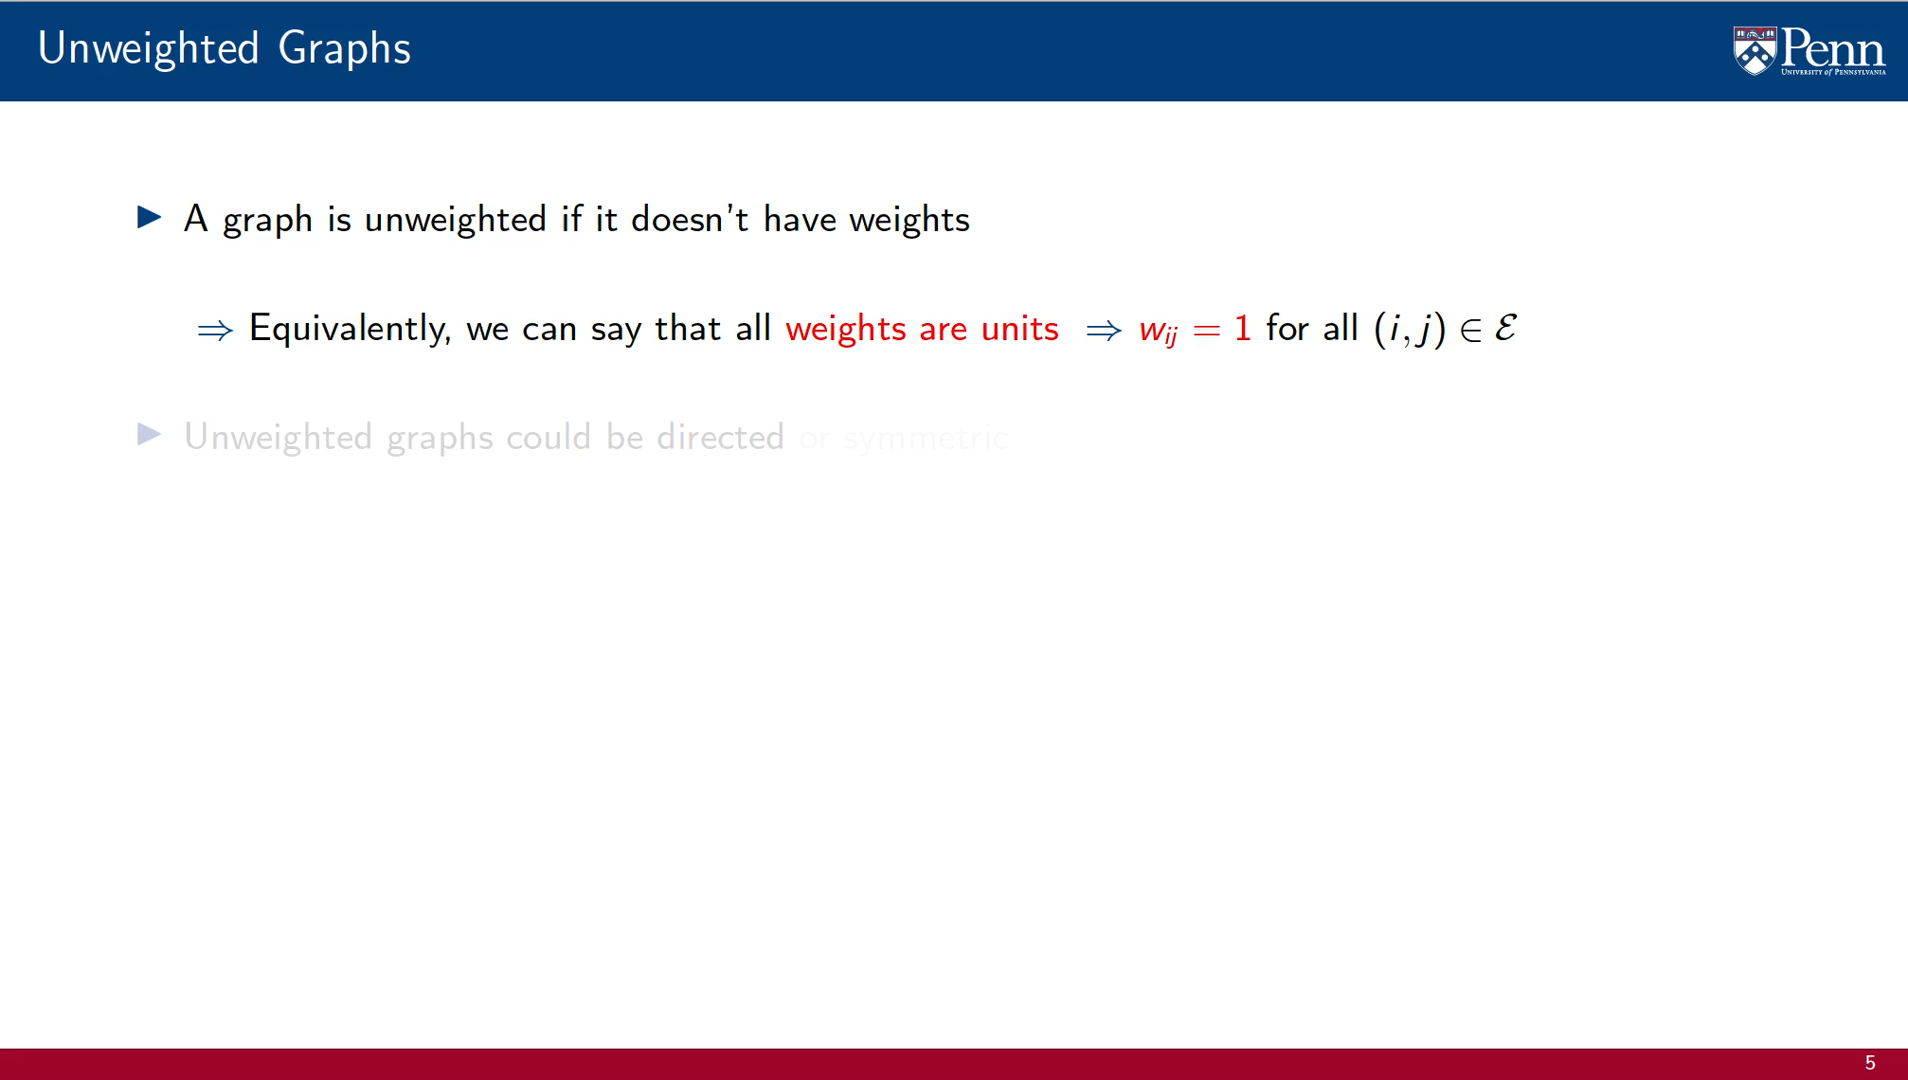 Unweighted Graphs
Penn
UNIVERSITY of PENNSYLVANIA
▶ A graph is unweighted if it doesn't have weights
⇒ Equivalently, we can say that all weights are units ⇒ wᵢⱼ = 1 for all (i, j) ∈ ℰ
▶ Unweighted graphs could be directed or symmetric
5